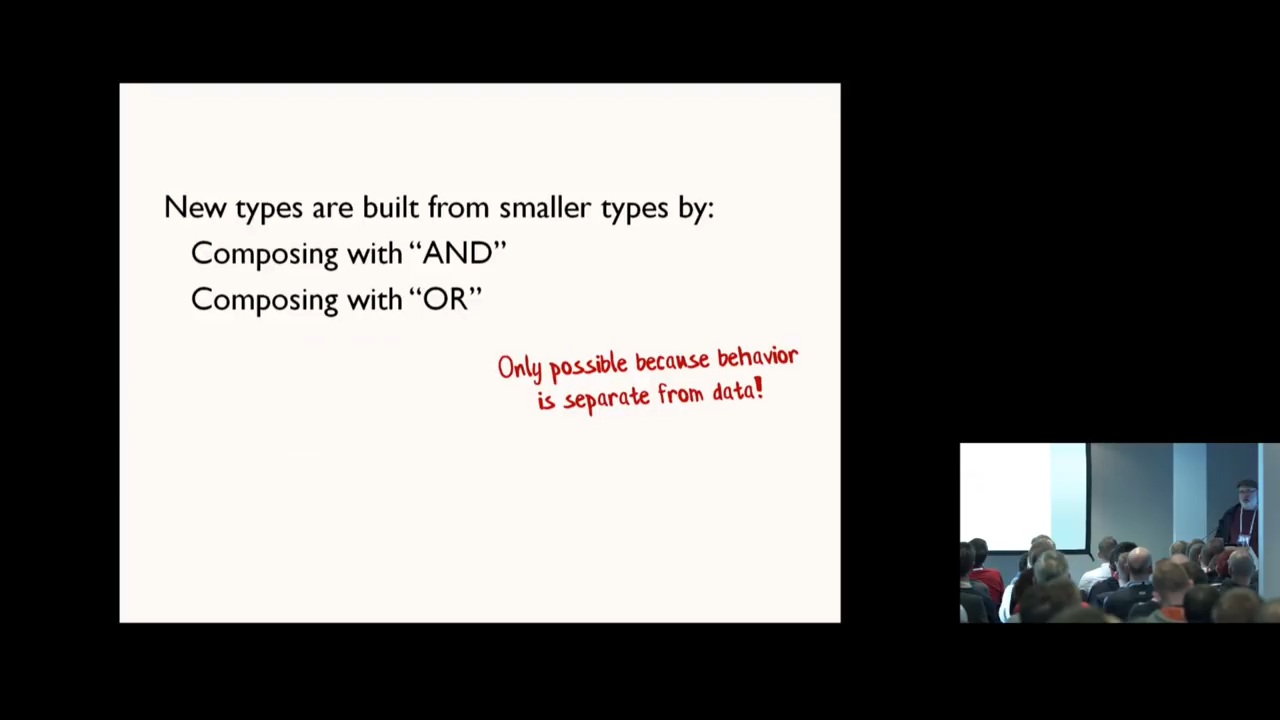 New types are built from smaller types by:
Composing with “AND”
Composing with “OR”
Only possible because behavior
is separate from data!